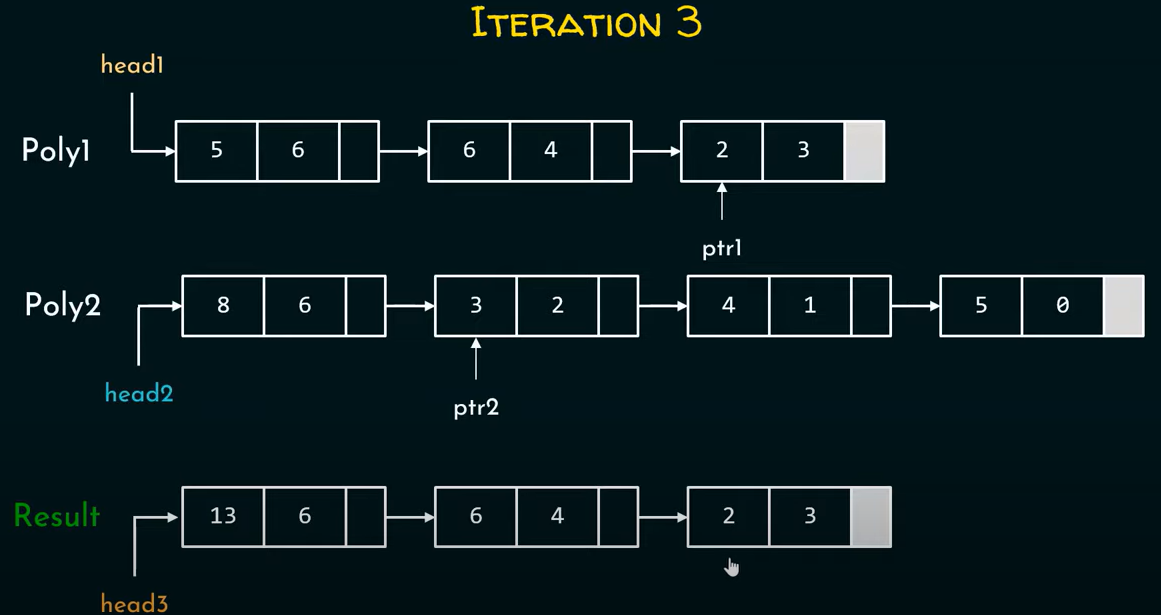 ITERATION 3
head1
Poly1 5 6 6 4 2 3
ptr1
Poly2 8 6 3 2 4 1 5 0
head2
ptr2
Result 13 6 6 4 2 3
head3